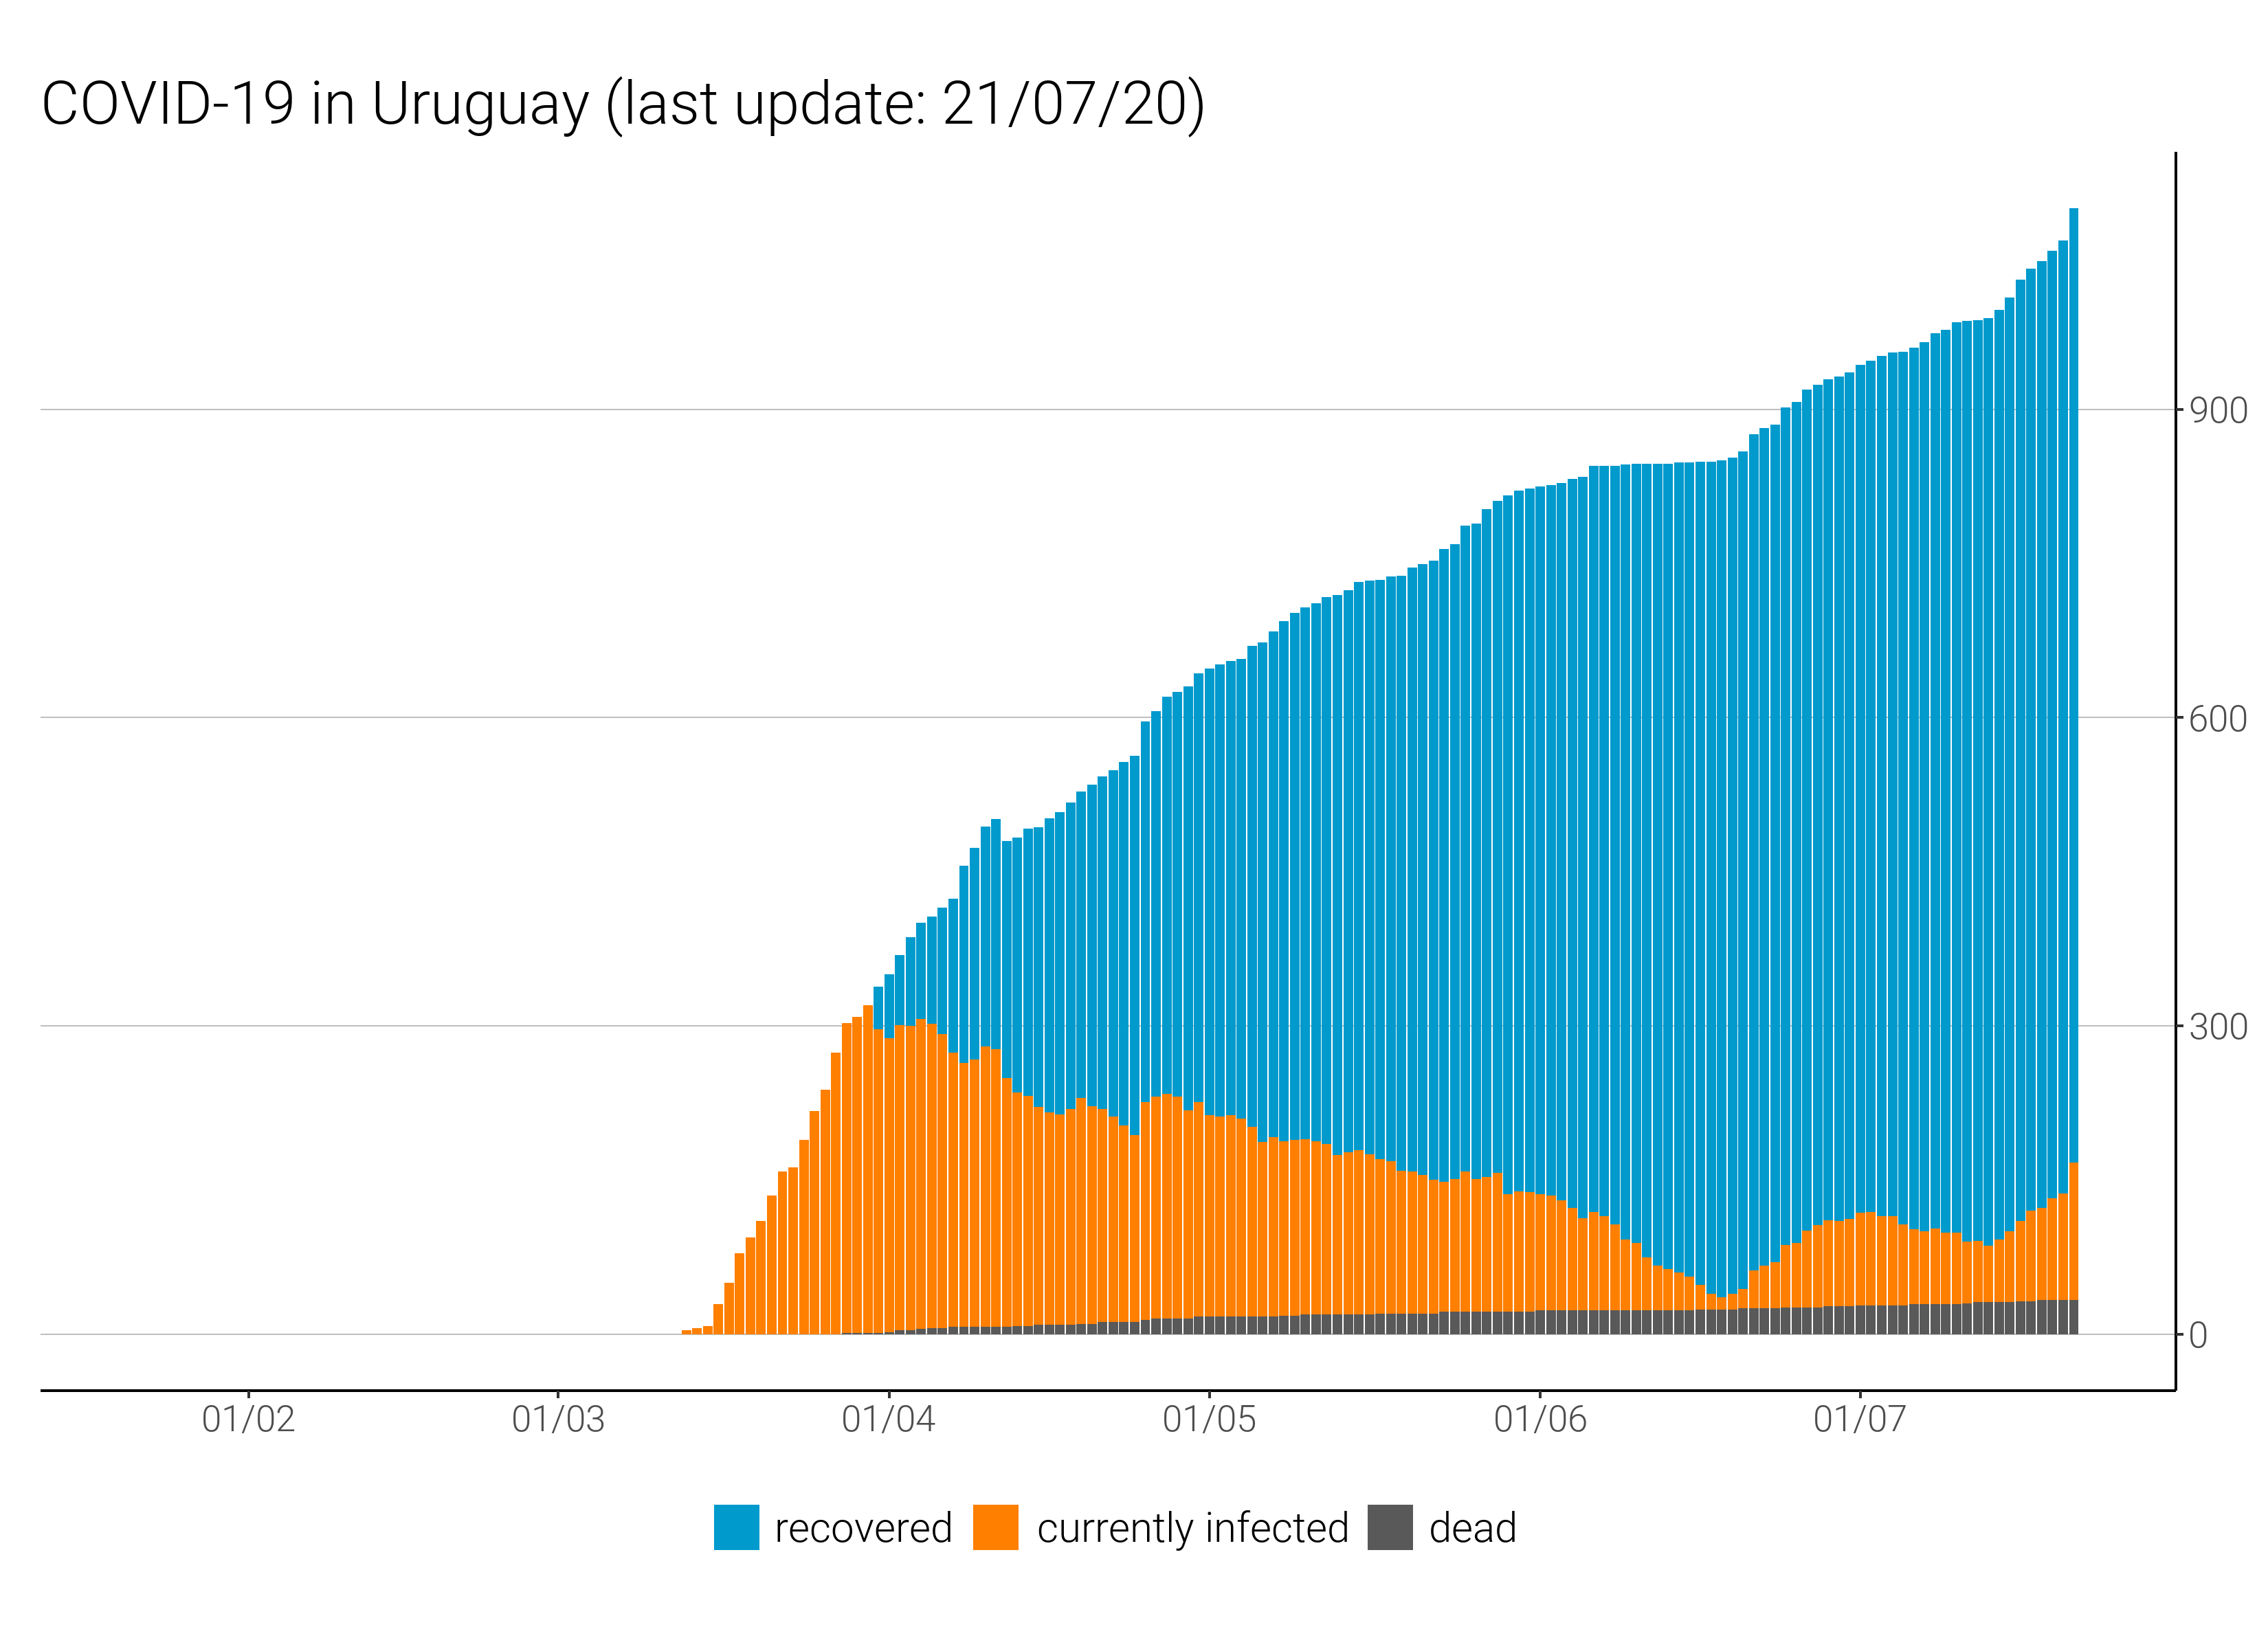 COVID-19 in Uruguay (last update: 21/07/20)
900
600
300
0
01/02 01/03 01/04 01/05 01/06 01/07
recovered currently infected dead